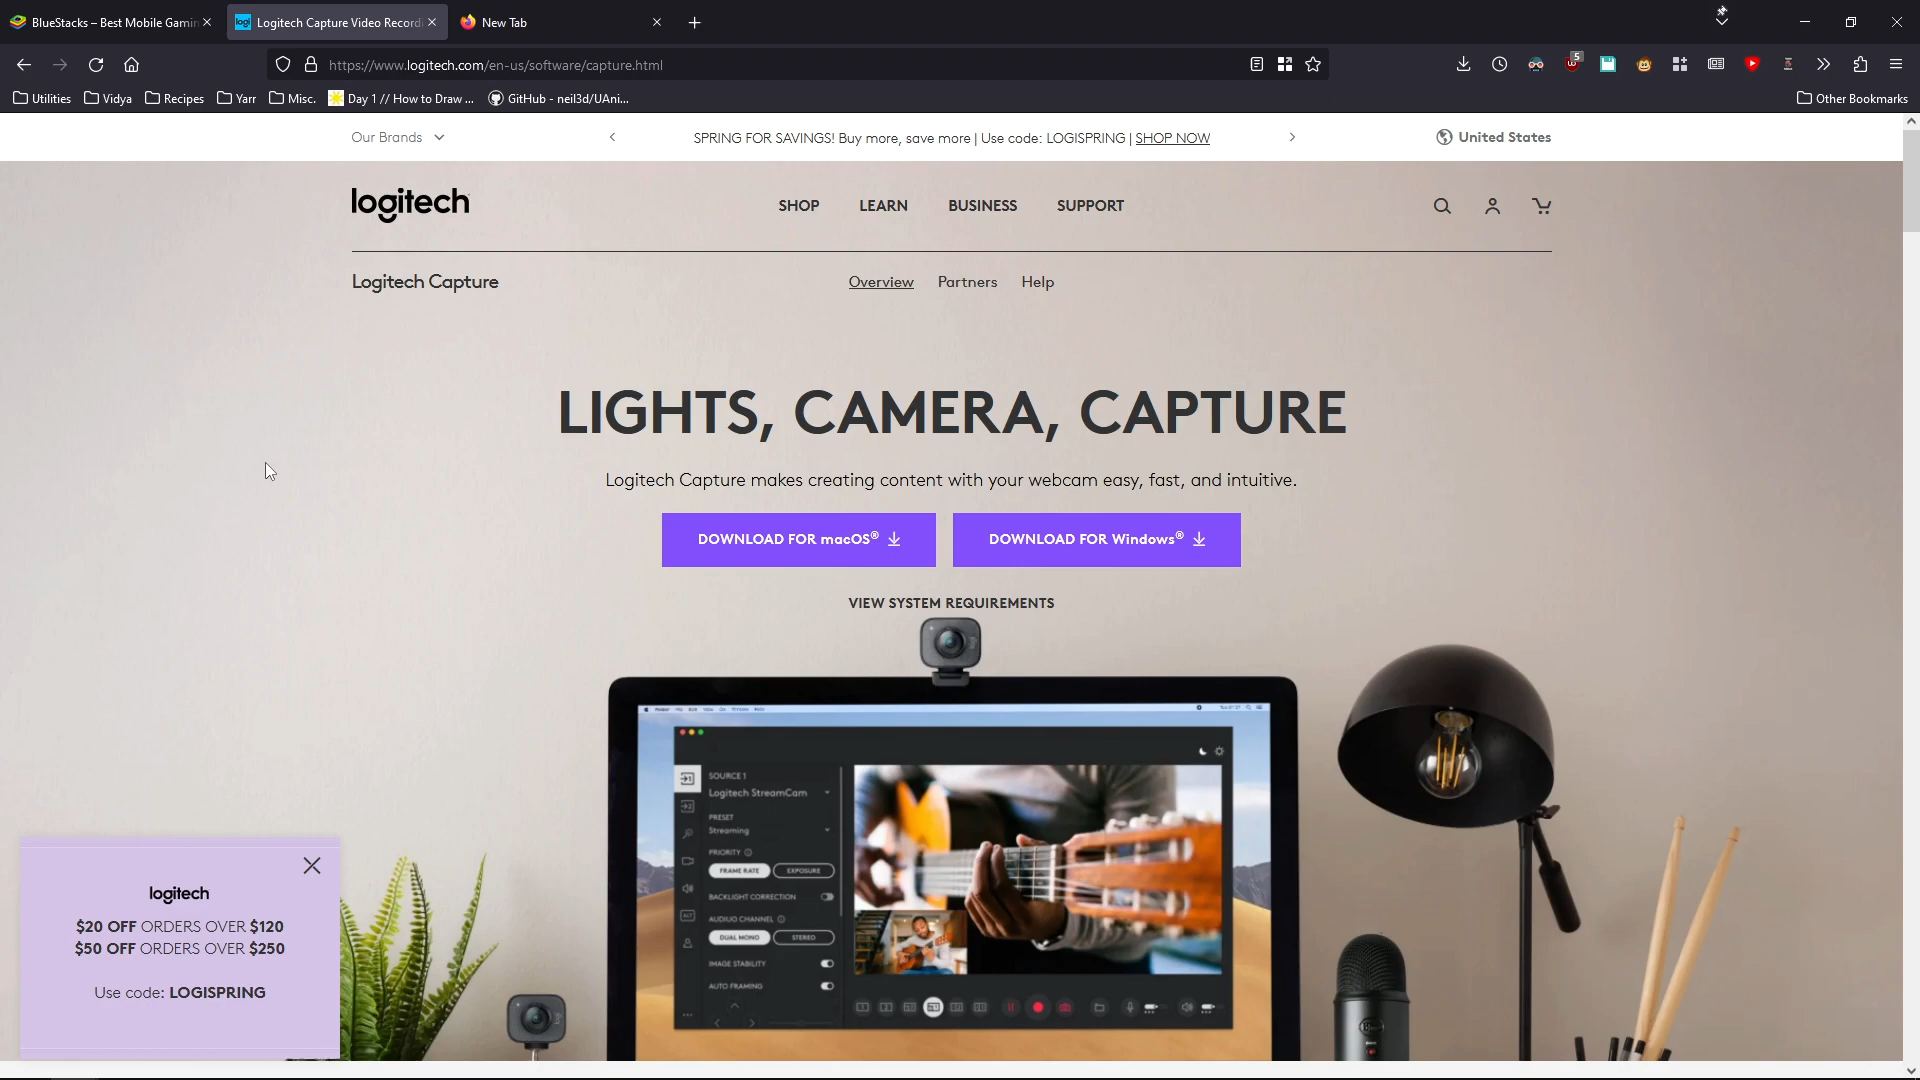 BlueStacks – Best Mobile Gamin
Logitech Capture Video Recordi
New Tab
https://www.logitech.com/en-us/software/capture.html
5
Utilities
Vidya
Recipes
Yarr
Misc.
Day 1 // How to Draw ...
GitHub - neil3d/UAni...
Other Bookmarks
Our Brands
SPRING FOR SAVINGS! Buy more, save more | Use code: LOGISPRING | SHOP NOW
United States
logitech
SHOP
LEARN
BUSINESS
SUPPORT
Logitech Capture
Overview
Partners
Help
LIGHTS, CAMERA, CAPTURE
Logitech Capture makes creating content with your webcam easy, fast, and intuitive.
DOWNLOAD FOR macOS®
DOWNLOAD FOR Windows®
VIEW SYSTEM REQUIREMENTS
SOURCE 1
Logitech StreamCam
PRESET
Streaming
PRIORITY
FRAME RATE
EXPOSURE
BACKLIGHT CORRECTION
AUDIUO CHANNEL
DUAL MONO
STEREO
IMAGE STABILITY
AUTO FRAMING
logitech
$20 OFF ORDERS OVER $120
$50 OFF ORDERS OVER $250
Use code: LOGISPRING